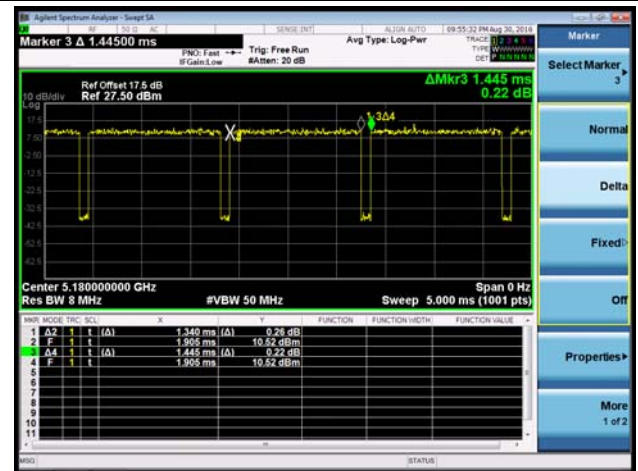 Agilent Spectrum Analyzer - Swept SA
RF 50 Ω AC SENSE:INT ALIGN AUTO 09:55:32 PM Aug 30, 2016
Marker 3 Δ 1.44500 ms
PNO: Fast Trig: Free Run Avg Type: Log-Pwr TRACE 1 2 3 4 5 6
IFGain:Low #Atten: 20 dB TYPE WWWWWW
DET P N N N N N
Ref Offset 17.5 dB ΔMkr3 1.445 ms
10 dB/div Ref 27.50 dBm 0.22 dB
Log
17.5
7.50
-2.50
-12.5
-22.5
-32.5
-42.5
-52.5
-62.5
X
3Δ4
Center 5.180000000 GHz Span 0 Hz
Res BW 8 MHz #VBW 50 MHz Sweep 5.000 ms (1001 pts)
MKR MODE TRC SCL X Y FUNCTION FUNCTION WIDTH FUNCTION VALUE
1 Δ2 1 t (Δ) 1.340 ms (Δ) 0.26 dB
2 F 1 t 1.905 ms 10.52 dBm
3 Δ4 1 t (Δ) 1.445 ms (Δ) 0.22 dB
4 F 1 t 1.905 ms 10.52 dBm
5
6
7
8
9
10
11
MSG STATUS
Marker
Select Marker
3
Normal
Delta
Fixed
Off
Properties
More
1 of 2